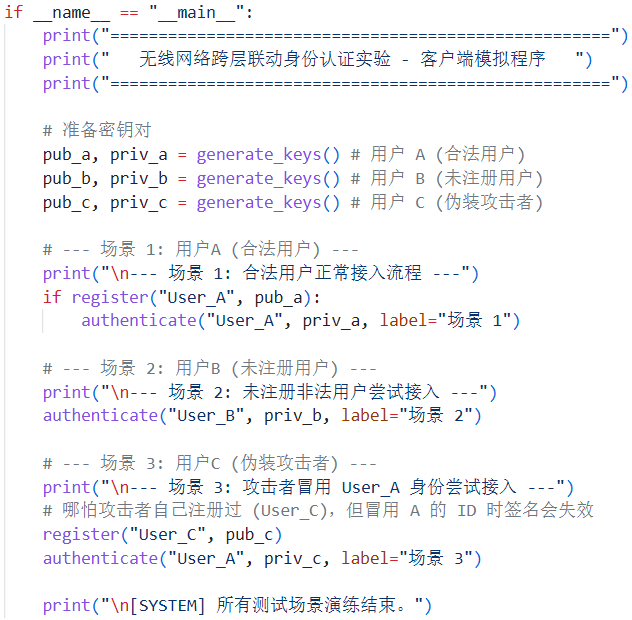 if __name__ == "__main__":
    print("====================================================")
    print("   无线网络跨层联动身份认证实验 - 客户端模拟程序   ")
    print("====================================================")

    # 准备密钥对
    pub_a, priv_a = generate_keys() # 用户 A (合法用户)
    pub_b, priv_b = generate_keys() # 用户 B (未注册用户)
    pub_c, priv_c = generate_keys() # 用户 C (伪装攻击者)

    # --- 场景 1: 用户A (合法用户) ---
    print("\n--- 场景 1: 合法用户正常接入流程 ---")
    if register("User_A", pub_a):
        authenticate("User_A", priv_a, label="场景 1")

    # --- 场景 2: 用户B (未注册用户) ---
    print("\n--- 场景 2: 未注册非法用户尝试接入 ---")
    authenticate("User_B", priv_b, label="场景 2")

    # --- 场景 3: 用户C (伪装攻击者) ---
    print("\n--- 场景 3: 攻击者冒用 User_A 身份尝试接入 ---")
    # 哪怕攻击者自己注册过 (User_C)，但冒用 A 的 ID 时签名会失效
    register("User_C", pub_c)
    authenticate("User_A", priv_c, label="场景 3")

    print("\n[SYSTEM] 所有测试场景演练结束。")